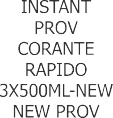 INSTANT
PROV
CORANTE
RAPIDO
3X500ML-NEW
NEW PROV